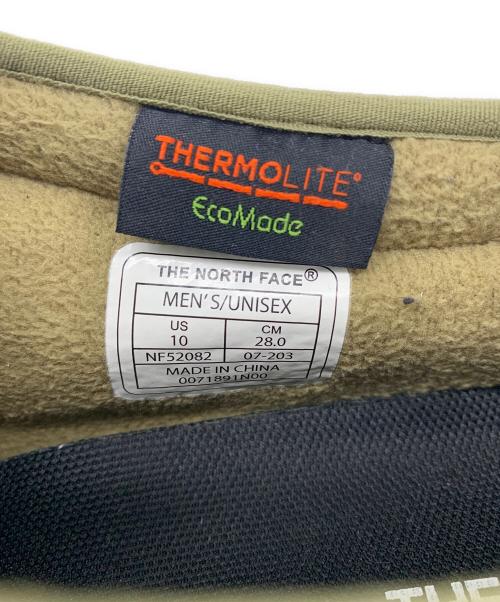 THERMOLITE®
EcoMade
THE NORTH FACE®
MEN'S/UNISEX
US CM
10 28.0
NF52082 07-203
MADE IN CHINA
0071891N00
THE